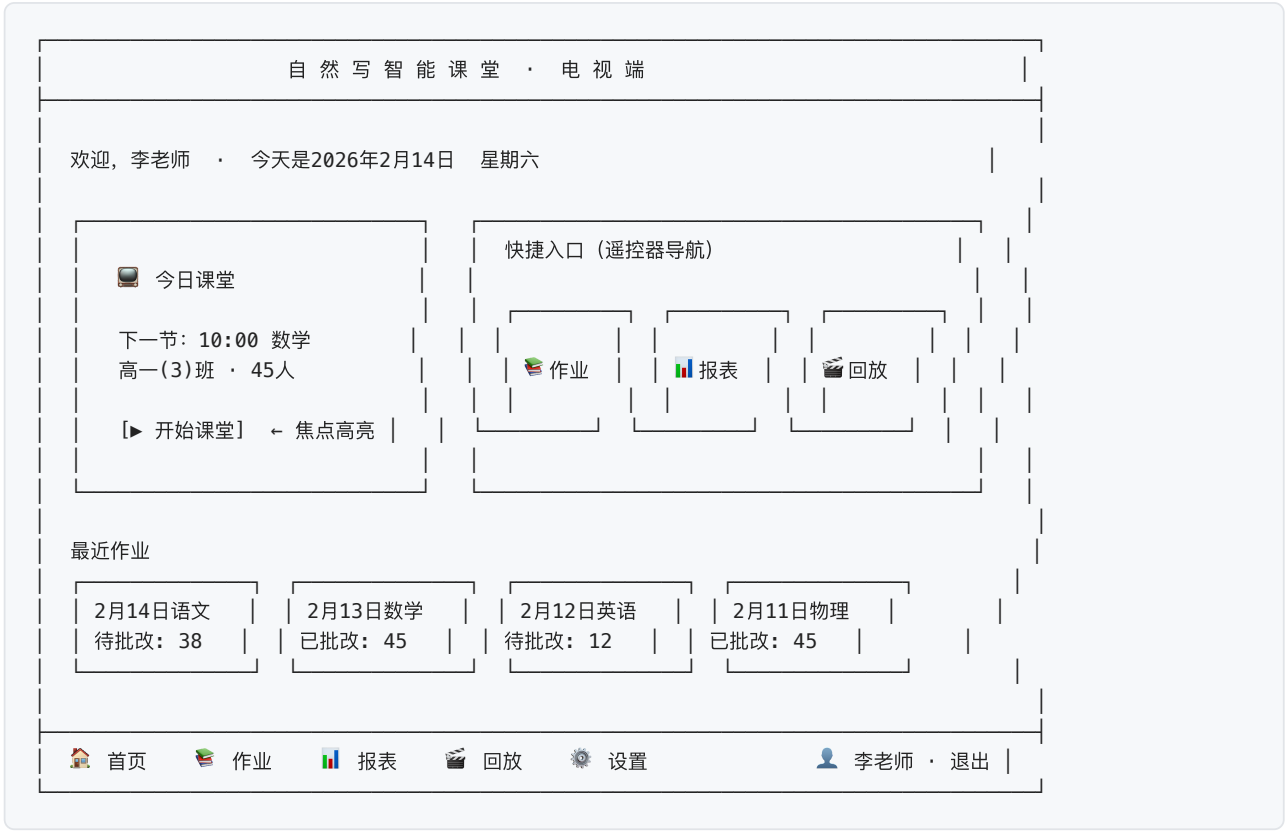 自 然 写 智 能 课 堂 · 电 视 端
欢迎, 李老师 · 今天是2026年2月14日 星期六
快捷入口 (遥控器导航)
📺 今日课堂
下一节: 10:00 数学
高一(3)班 · 45人
📚 作业 📊 报表 🎬 回放
[▶ 开始课堂] ← 焦点高亮
最近作业
2月14日语文 2月13日数学 2月12日英语 2月11日物理
待批改: 38 已批改: 45 待批改: 12 已批改: 45
🏠 首页 📚 作业 📊 报表 🎬 回放 ⚙️ 设置 👤 李老师 · 退出